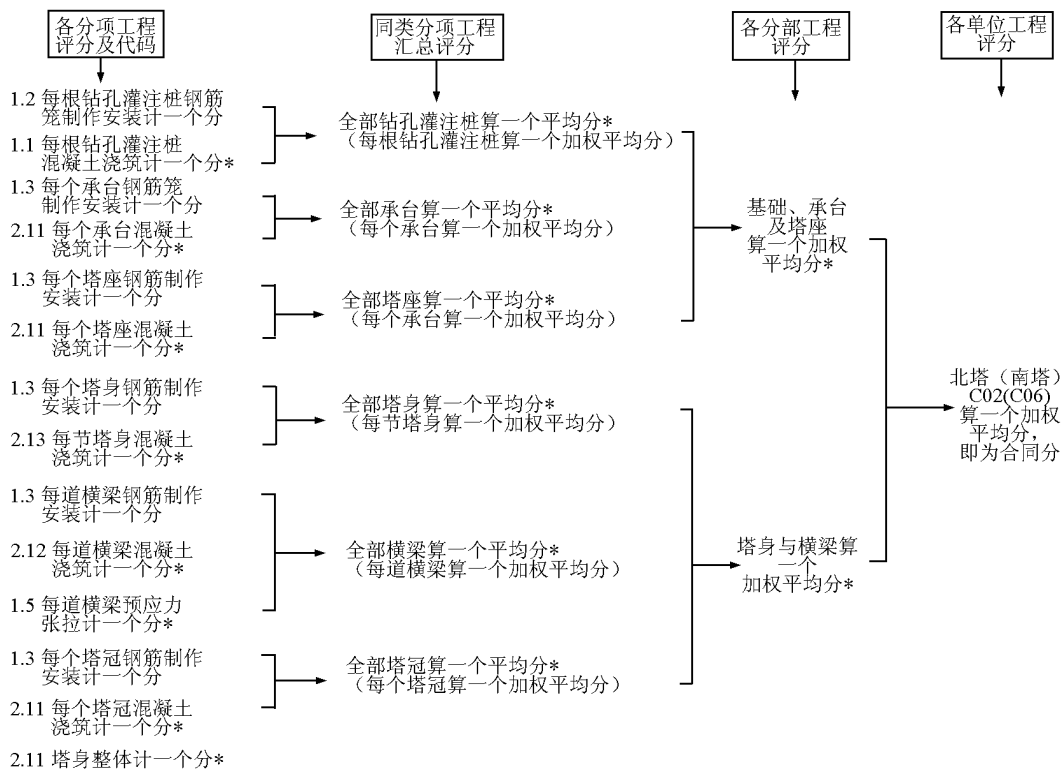 各分项工程
评分及代码
同类分项工程
汇总评分
各分部工程
评分
各单位工程
评分
1.2 每根钻孔灌注桩钢筋
笼制作安装计一个分
1.1 每根钻孔灌注桩
混凝土浇筑计一个分*
1.3 每个承台钢筋笼
制作安装计一个分
2.11 每个承台混凝土
浇筑计一个分*
1.3 每个塔座钢筋制作
安装计一个分
2.11 每个塔座混凝土
浇筑计一个分*
1.3 每个塔身钢筋制作
安装计一个分
2.13 每节塔身混凝土
浇筑计一个分*
1.3 每道横梁钢筋制作
安装计一个分
2.12 每道横梁混凝土
浇筑计一个分*
1.5 每道横梁预应力
张拉计一个分*
1.3 每个塔冠钢筋制作
安装计一个分
2.11 每个塔冠混凝土
浇筑计一个分*
2.11 塔身整体计一个分*
全部钻孔灌注桩算一个平均分*
（每根钻孔灌注桩算一个加权平均分）
全部承台算一个平均分*
（每个承台算一个加权平均分）
全部塔座算一个平均分*
（每个承台算一个加权平均分）
全部塔身算一个平均分*
（每节塔身算一个加权平均分）
全部横梁算一个平均分*
（每道横梁算一个加权平均分）
全部塔冠算一个平均分*
（每个塔冠算一个加权平均分）
基础、承台
及塔座
算一个加权
平均分*
塔身与横梁算
一个
加权平均分*
北塔（南塔）
C02(C06)
算一个加权
平均分，
即为合同分